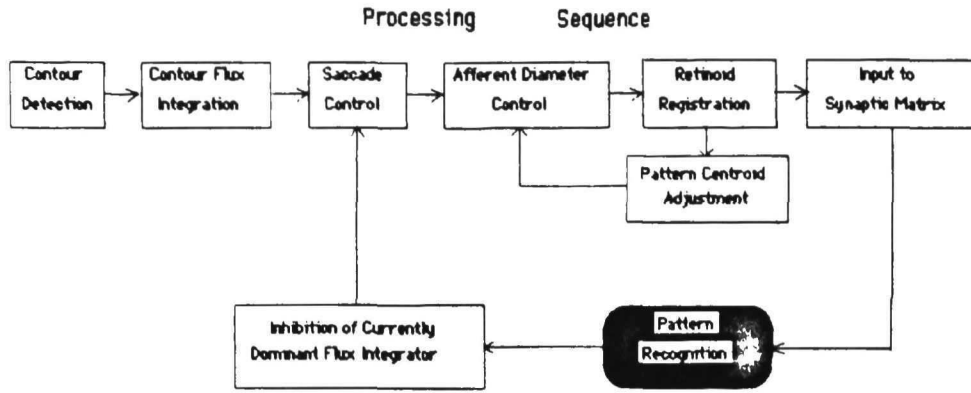 Processing Sequence
Contour
Detection
Contour Flux
Integration
Saccade
Control
Afferent Diameter
Control
Retinoid
Registration
Input to
Synaptic Matrix
Pattern Centroid
Adjustment
Inhibition of Currently
Dominant Flux Integrator
Pattern
Recognition